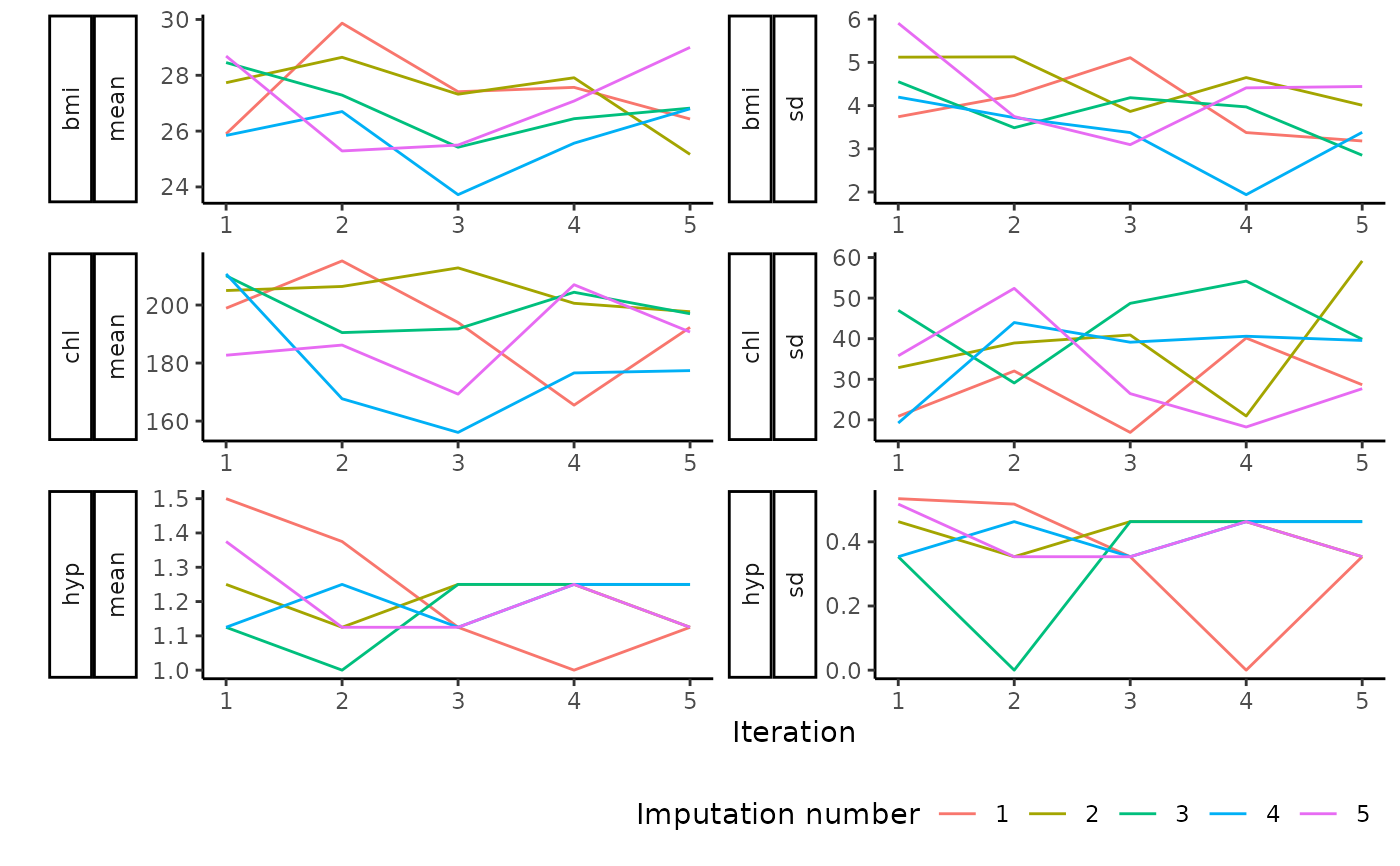 bmi
mean
30
28
26
24
1 2 3 4 5
bmi
sd
6
5
4
3
2
1 2 3 4 5
chl
mean
200
180
160
1 2 3 4 5
chl
sd
60
50
40
30
20
1 2 3 4 5
hyp
mean
1.5
1.4
1.3
1.2
1.1
1.0
1 2 3 4 5
hyp
sd
0.4
0.2
0.0
1 2 3 4 5
Iteration
Imputation number 1 2 3 4 5